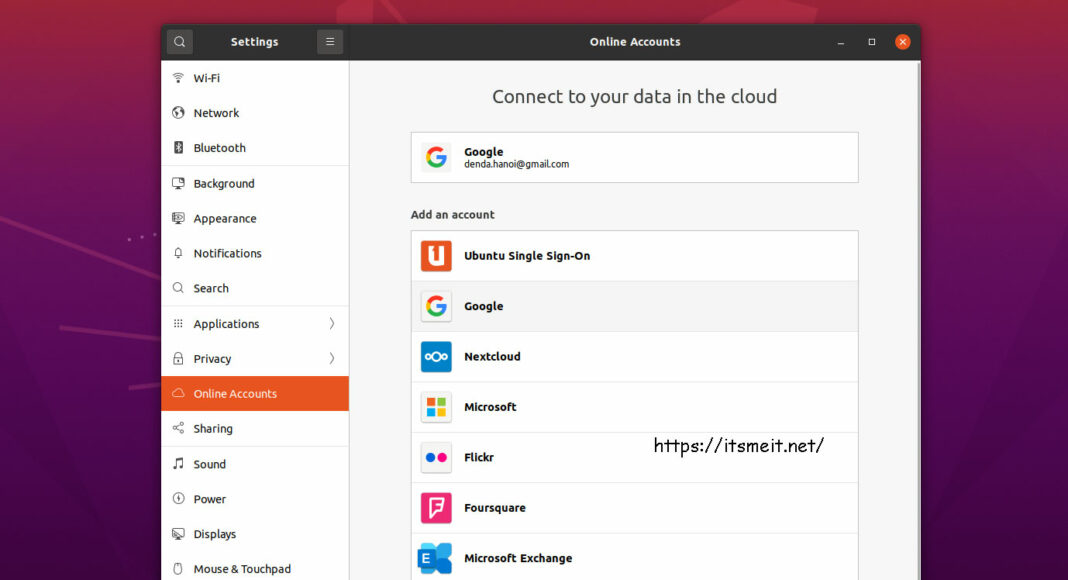 Settings
Online Accounts
Wi-Fi
Network
Bluetooth
Background
Appearance
Notifications
Search
Applications
Privacy
Online Accounts
Sharing
Sound
Power
Displays
Mouse & Touchpad
Connect to your data in the cloud
Google
denda.hanoi@gmail.com
Add an account
Ubuntu Single Sign-On
Google
Nextcloud
Microsoft
https://itsmeit.net/
Flickr
Foursquare
Microsoft Exchange